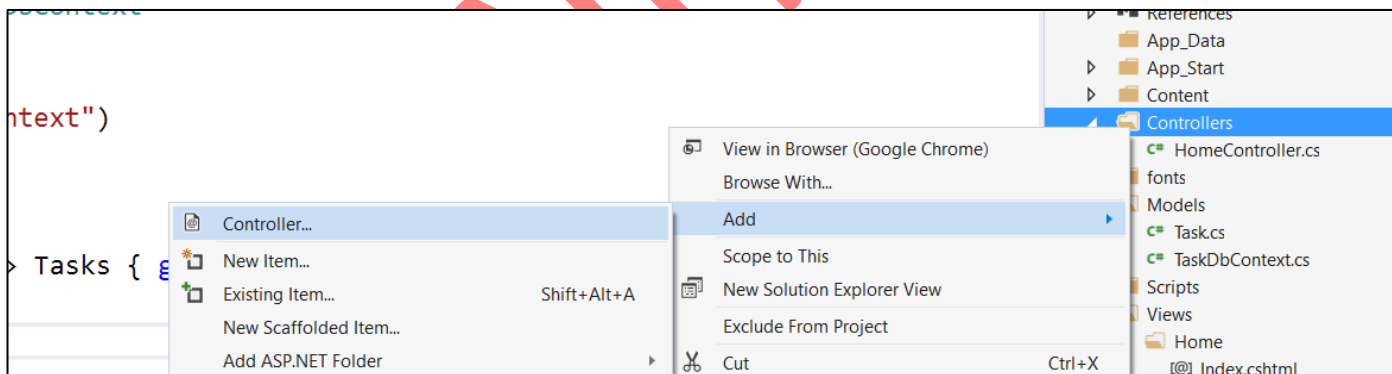 ntext")
> Tasks { g
View in Browser (Google Chrome)
Browse With...
Add
Scope to This
New Solution Explorer View
Exclude From Project
Cut Ctrl+X
Controller...
New Item...
Existing Item... Shift+Alt+A
New Scaffolded Item...
Add ASP.NET Folder
References
App_Data
App_Start
Content
Controllers
C# HomeController.cs
fonts
Models
C# Task.cs
C# TaskDbContext.cs
Scripts
Views
Home
[@] Index.cshtml